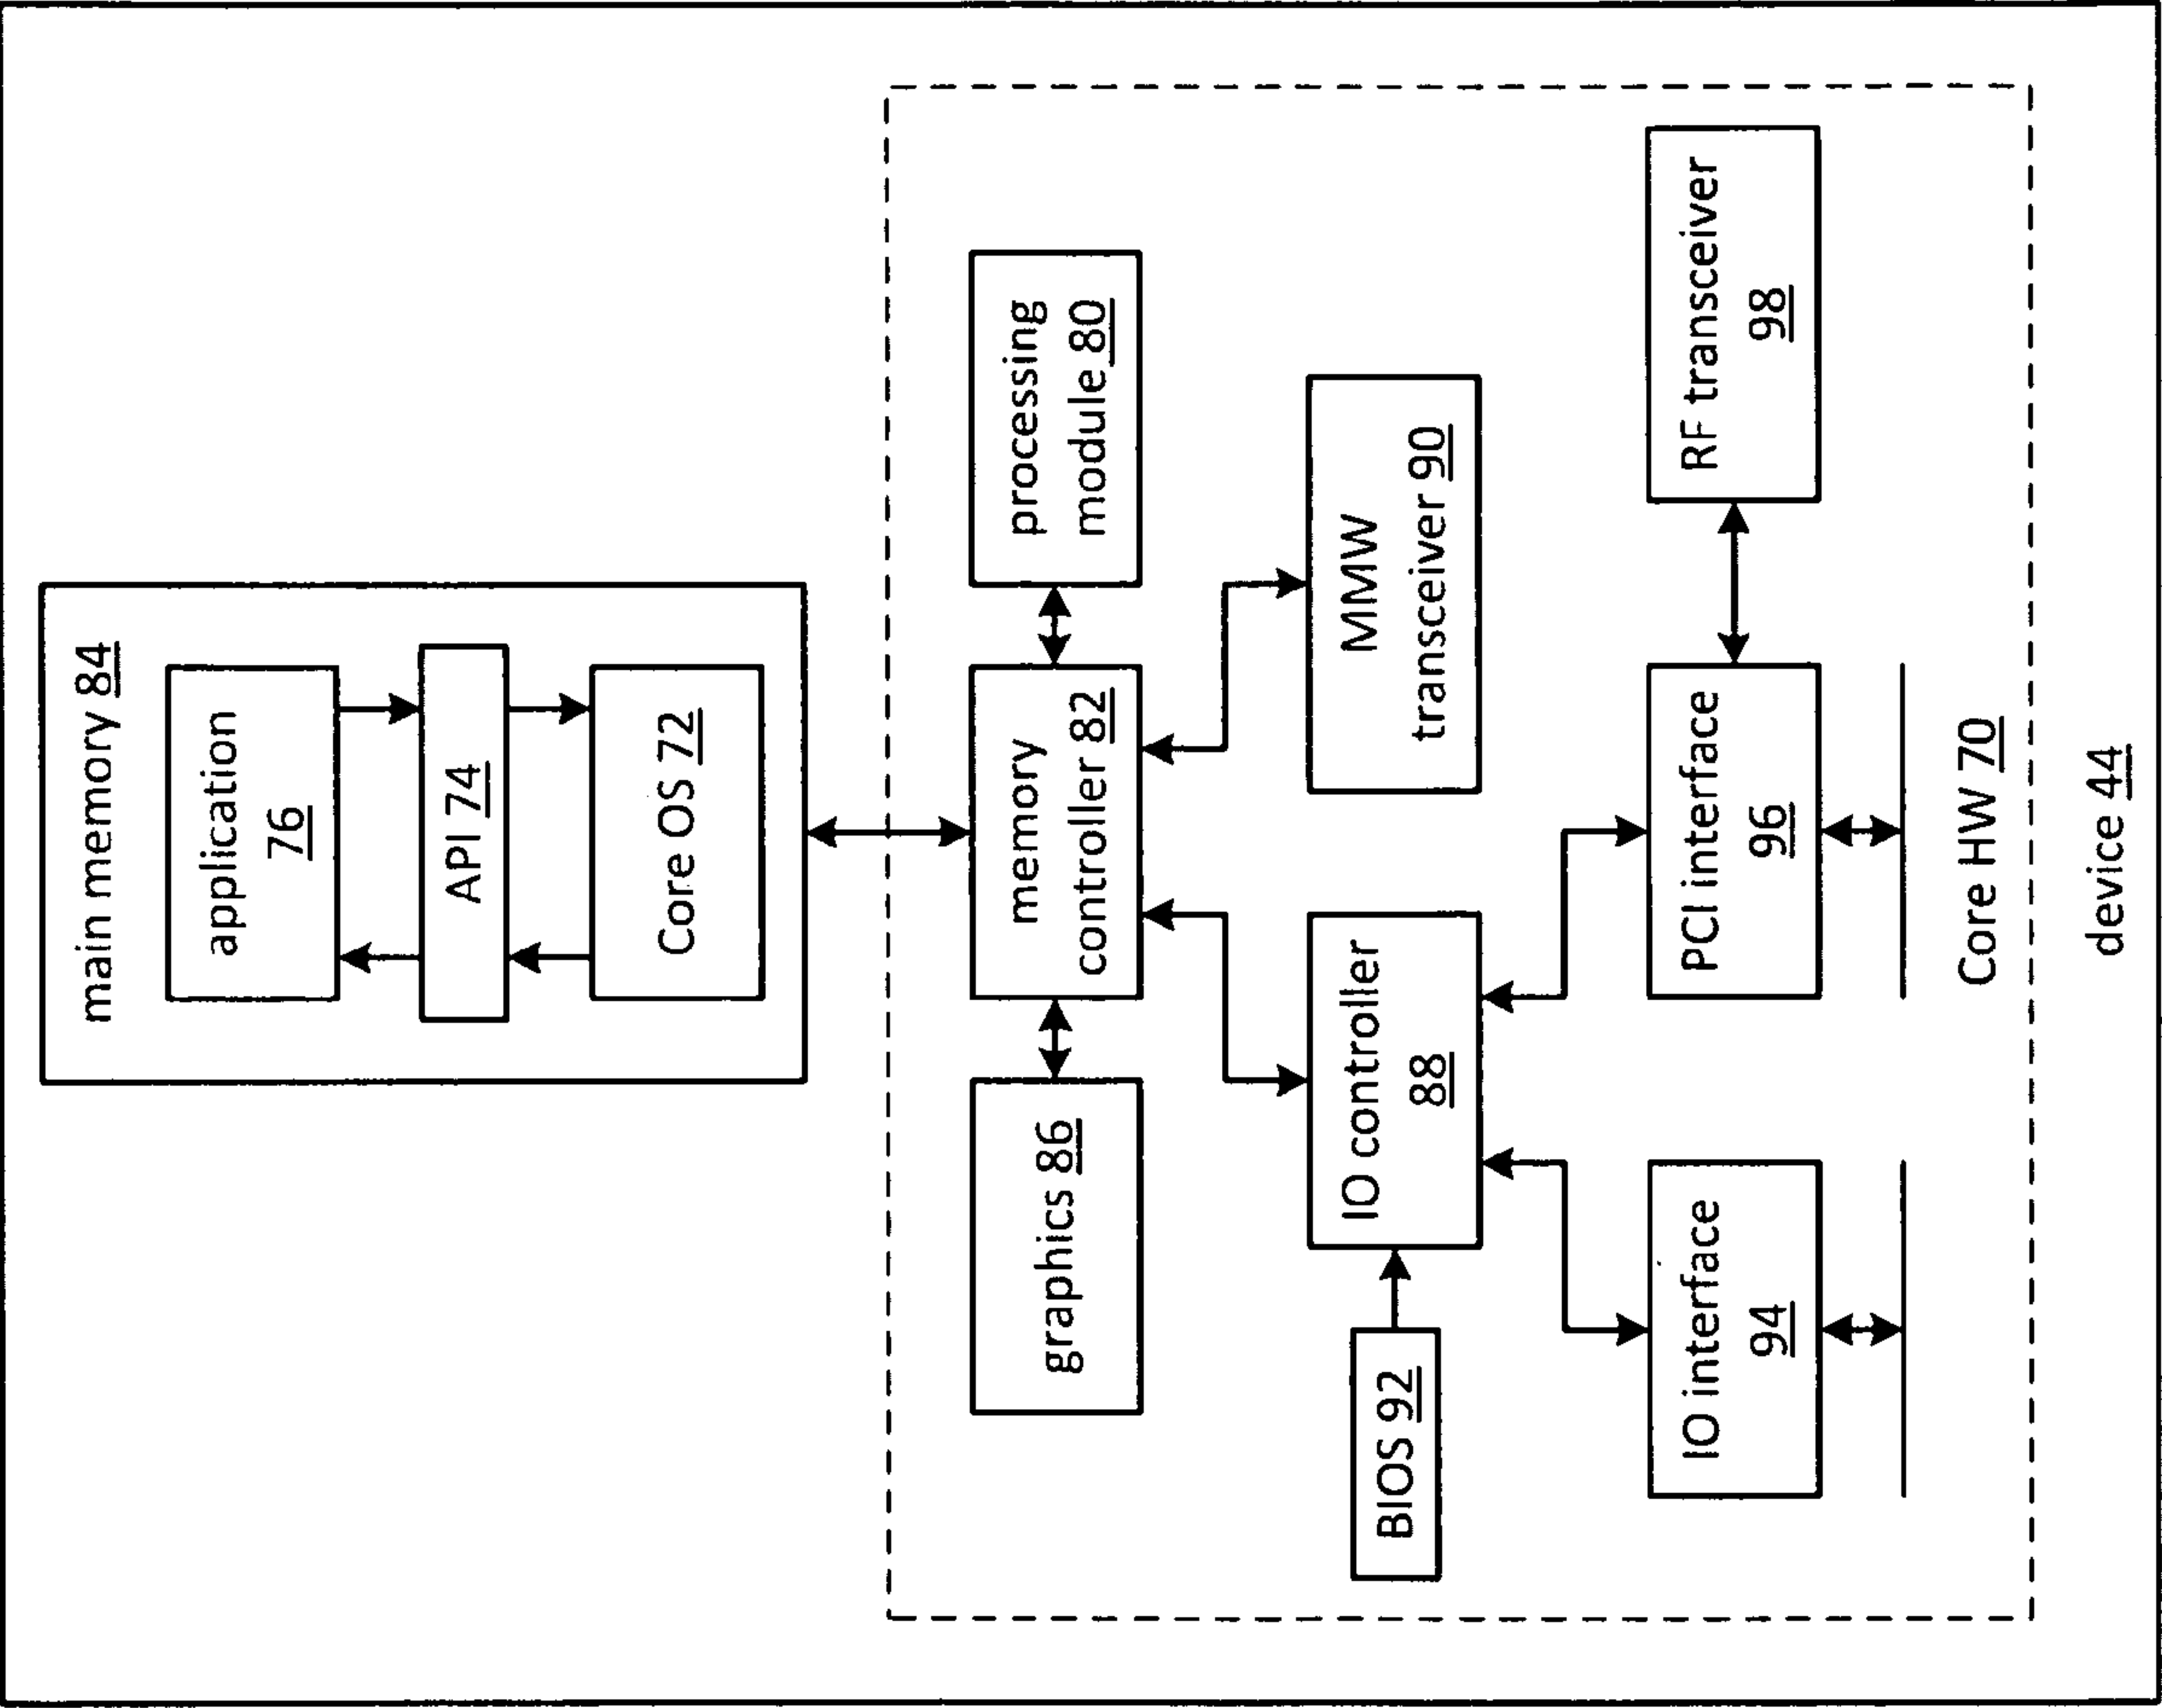 main memory 84
application
76
API 74
Core OS 72
graphics 86
memory
controller 82
processing
module 80
BIOS 92
IO controller
88
MMW
transceiver 90
IO interface
94
PCI interface
96
RF transceiver
98
Core HW 70
device 44